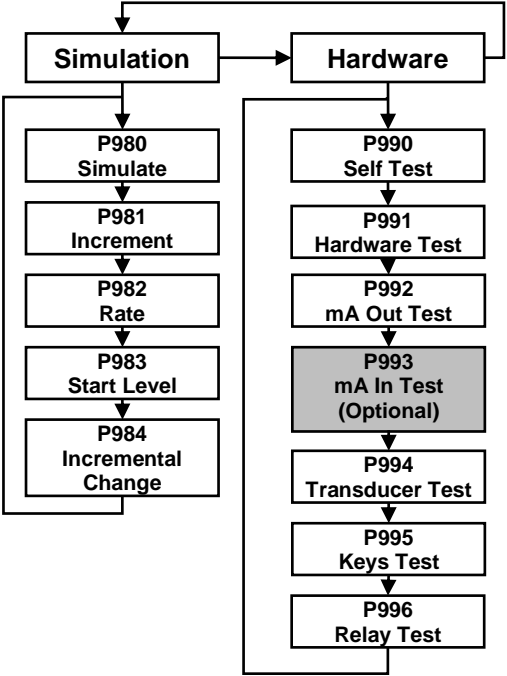 Simulation
Hardware
P980
Simulate
P981
Increment
P982
Rate
P983
Start Level
P984
Incremental
Change
P990
Self Test
P991
Hardware Test
P992
mA Out Test
P993
mA In Test
(Optional)
P994
Transducer Test
P995
Keys Test
P996
Relay Test